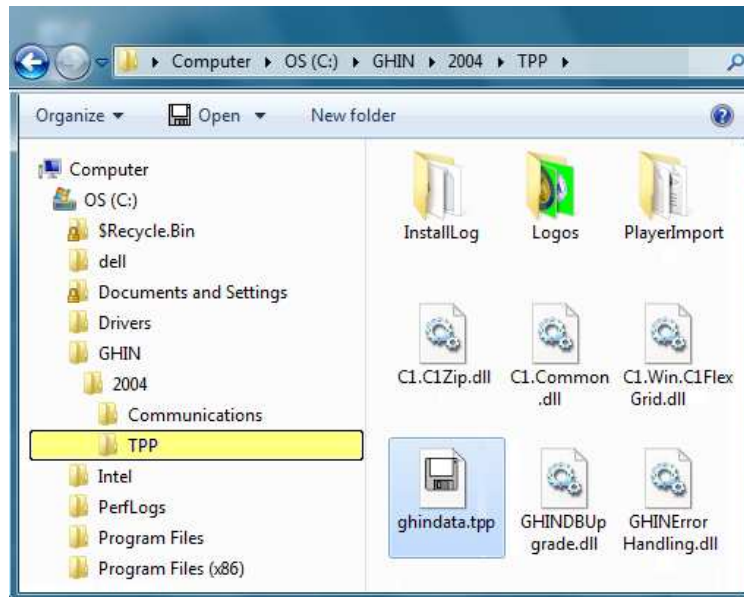 Computer ▸ OS (C:) ▸ GHIN ▸ 2004 ▸ TPP ▸
Organize ▾ Open ▾ New folder
Computer
OS (C:)
$Recycle.Bin
dell
Documents and Settings
Drivers
GHIN
2004
Communications
TPP
Intel
PerfLogs
Program Files
Program Files (x86)
InstallLog Logos PlayerImport
C1.C1Zip.dll C1.Common C1.Win.C1Flex
.dll Grid.dll
ghindata.tpp GHINDBUp GHINError
grade.dll Handling.dll